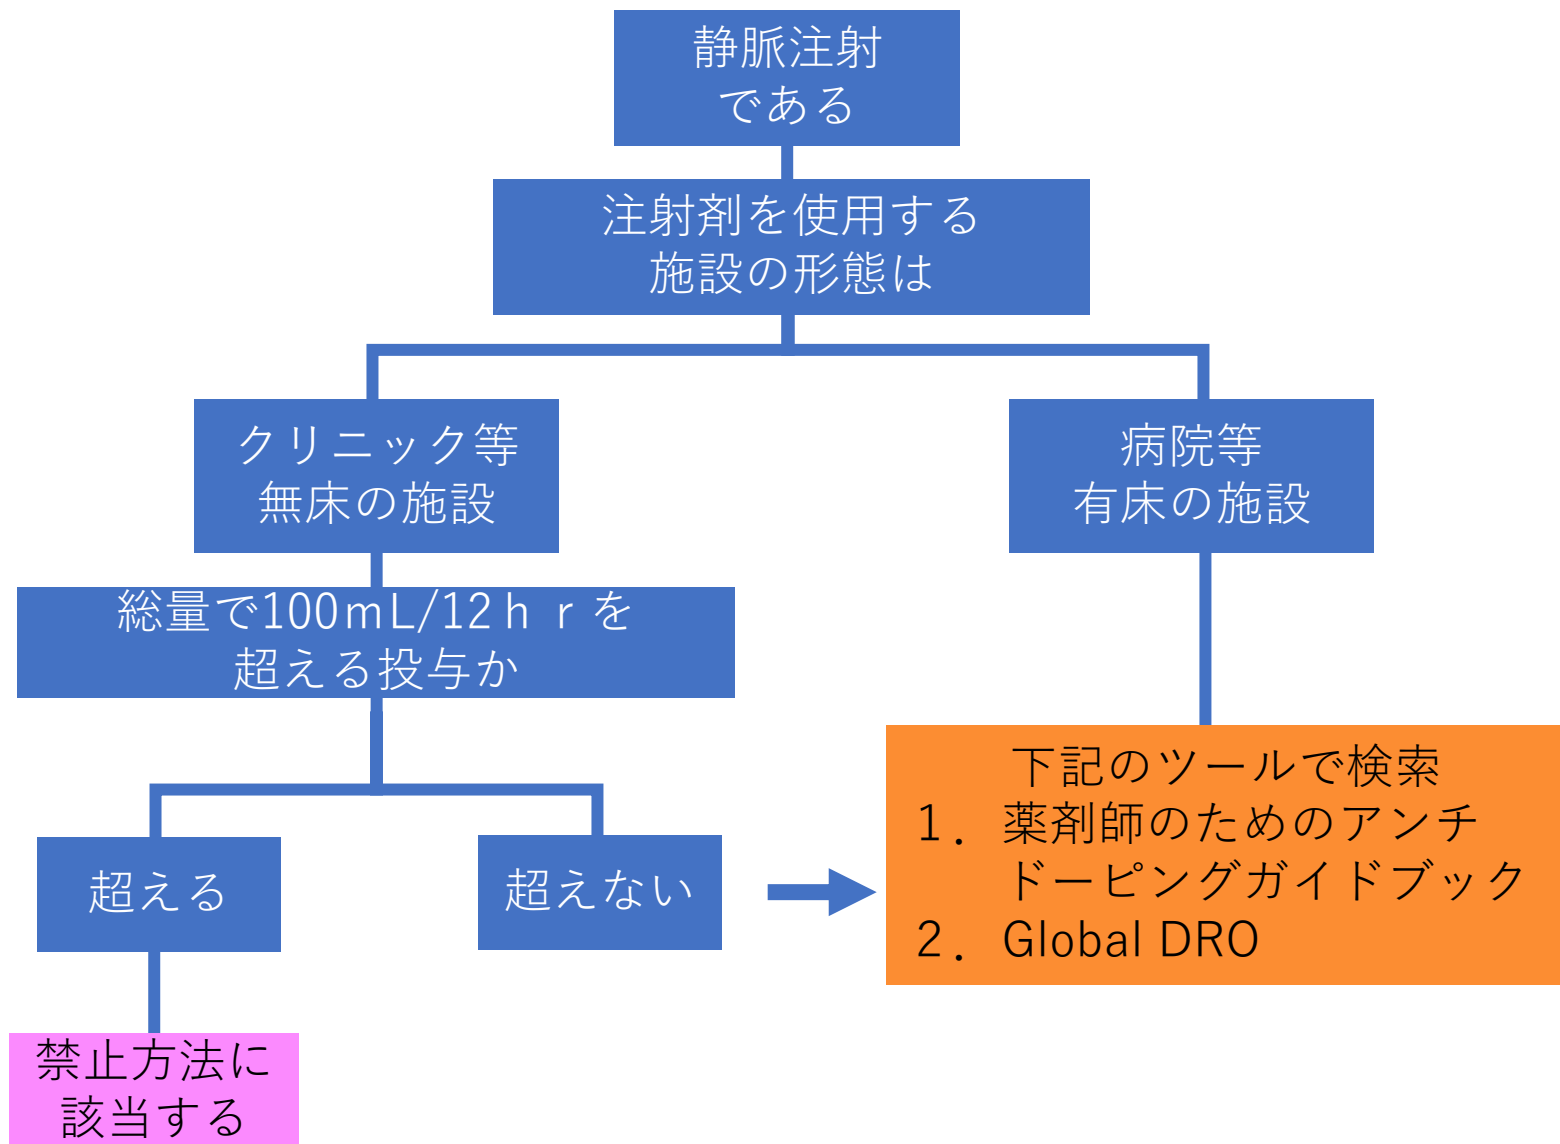 静脈注射
である
注射剤を使用する
施設の形態は
クリニック等
無床の施設
病院等
有床の施設
総量で100ｍL/12ｈｒを
超える投与か
超える
超えない
下記のツールで検索
１．薬剤師のためのアンチ
ドーピングガイドブック
２．Global DRO
禁止方法に
該当する